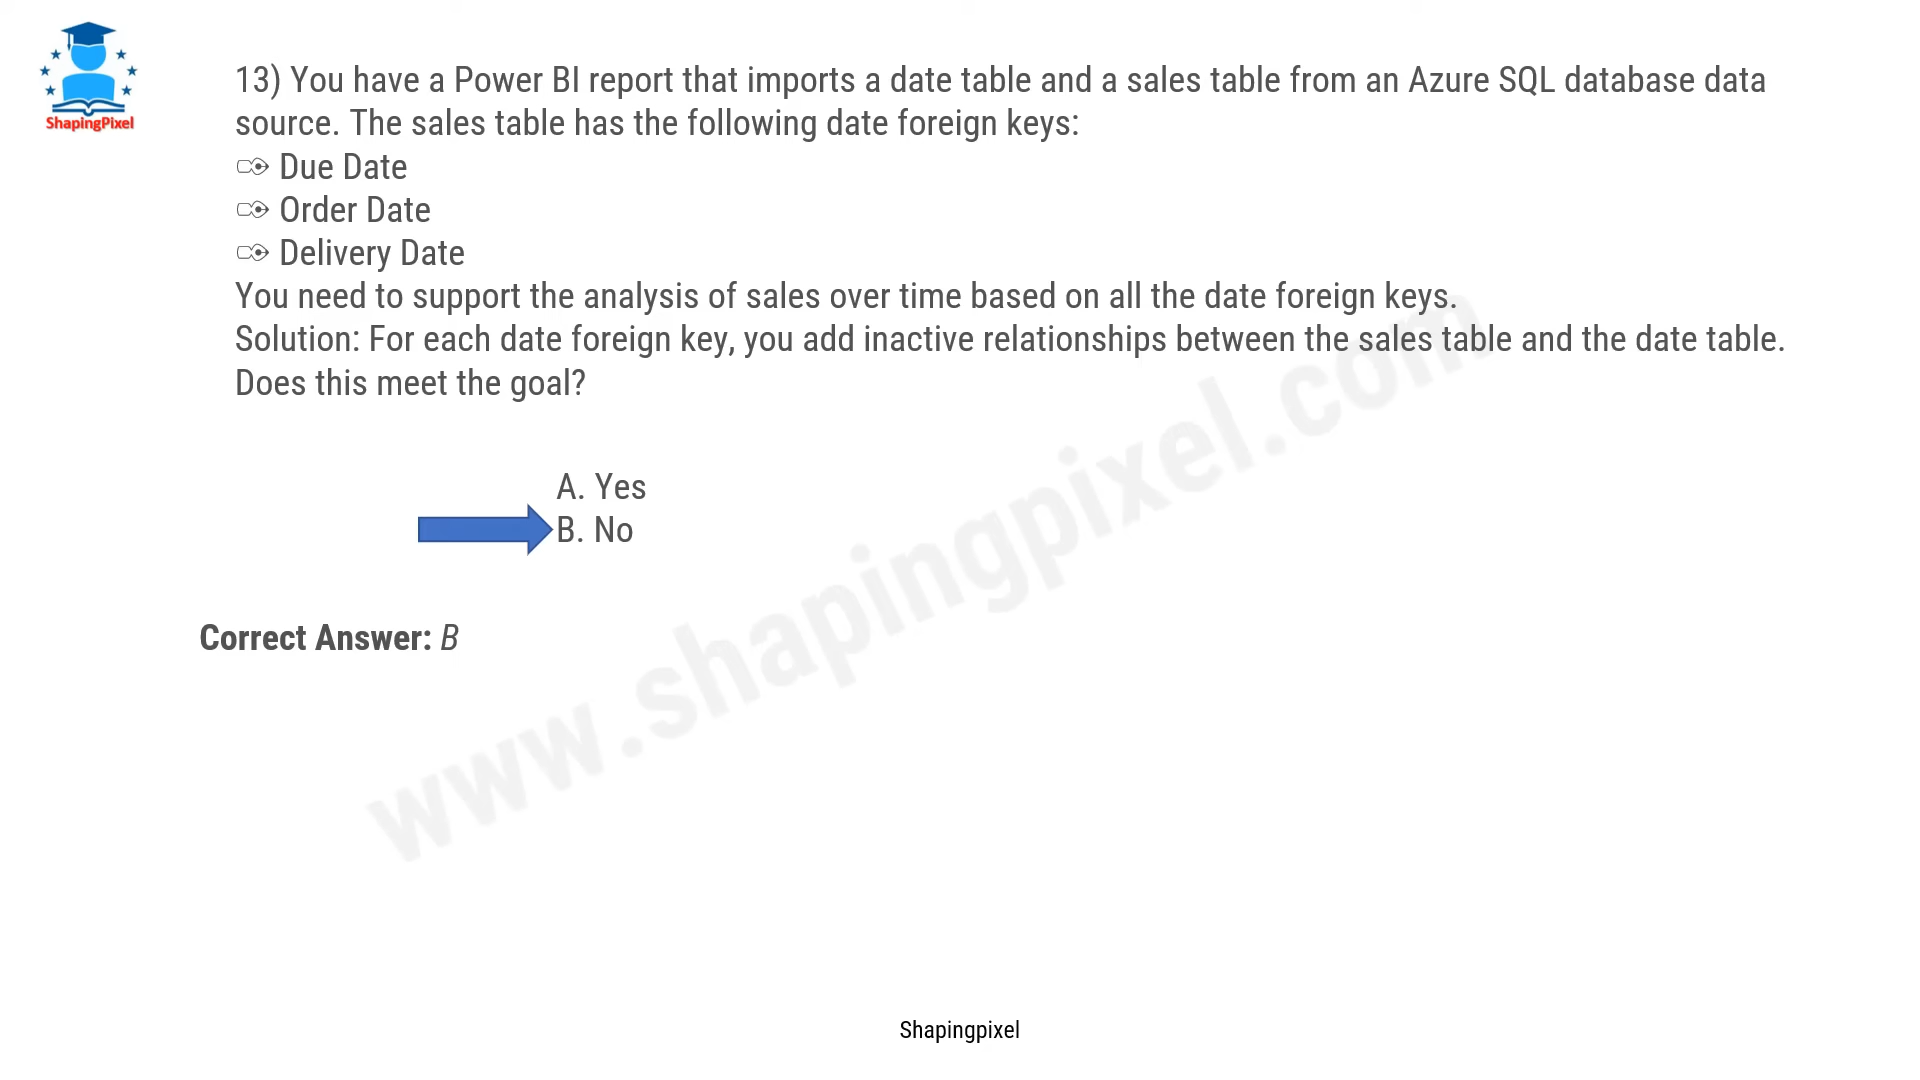 ShapingPixel
13) You have a Power BI report that imports a date table and a sales table from an Azure SQL database data
source. The sales table has the following date foreign keys:
Due Date
Order Date
Delivery Date
You need to support the analysis of sales over time based on all the date foreign keys.
Solution: For each date foreign key, you add inactive relationships between the sales table and the date table.
Does this meet the goal?
A. Yes
B. No
Correct Answer: B
www.shapingpixel.com
Shapingpixel